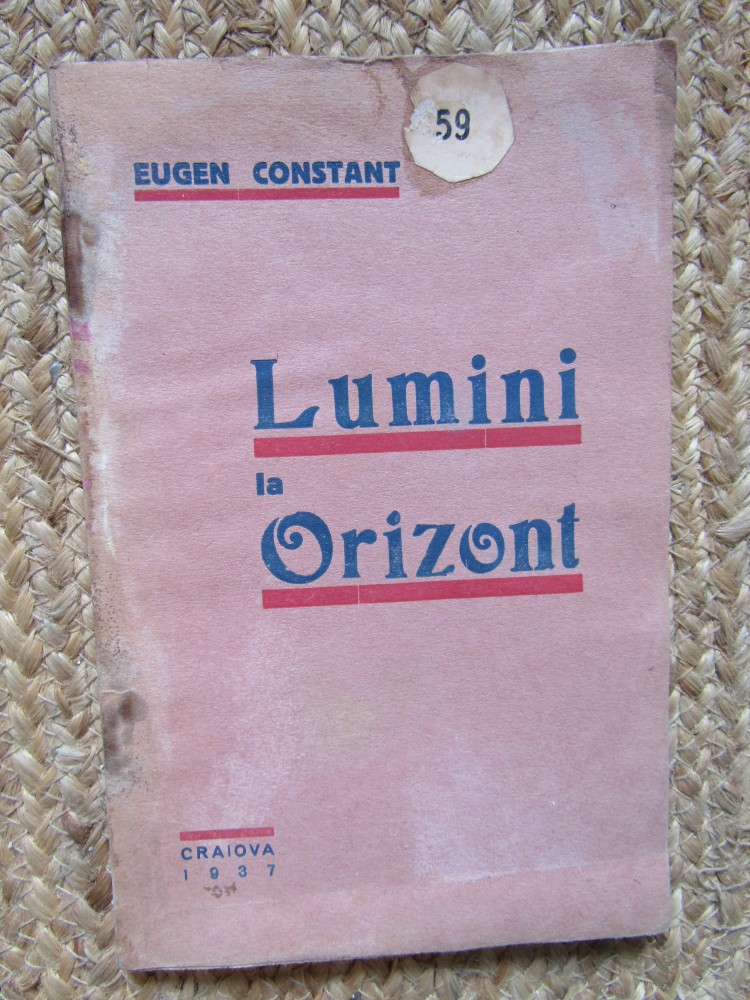 59
EUGEN CONSTANT
Lumini
la
Orizont
CRAIOVA
1937